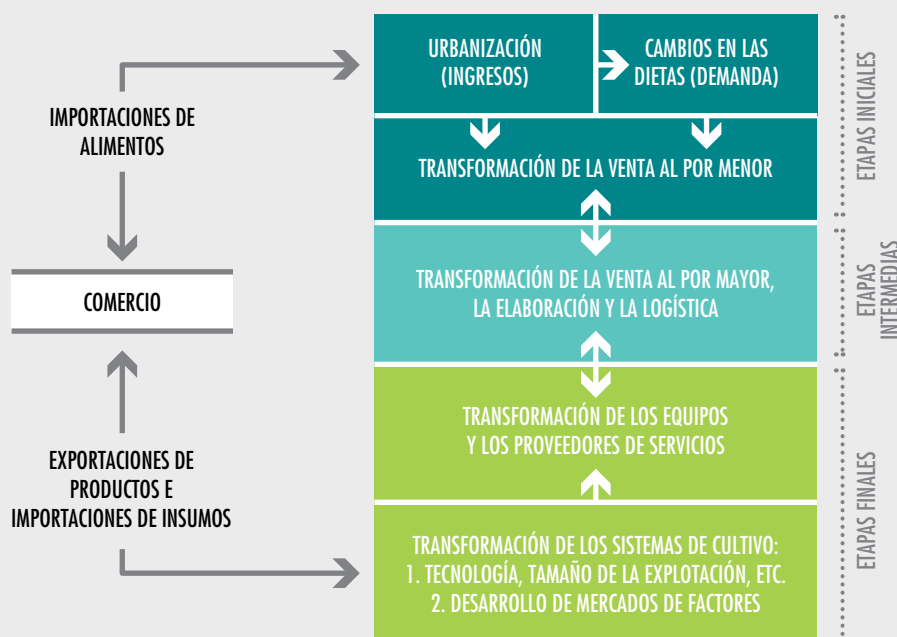 URBANIZACIÓN
(INGRESOS)
CAMBIOS EN LAS
DIETAS (DEMANDA)
TRANSFORMACIÓN DE LA VENTA AL POR MENOR
TRANSFORMACIÓN DE LA VENTA AL POR MAYOR,
LA ELABORACIÓN Y LA LOGÍSTICA
TRANSFORMACIÓN DE LOS EQUIPOS
Y LOS PROVEEDORES DE SERVICIOS
TRANSFORMACIÓN DE LOS SISTEMAS DE CULTIVO:
1. TECNOLOGÍA, TAMAÑO DE LA EXPLOTACIÓN, ETC.
2. DESARROLLO DE MERCADOS DE FACTORES
IMPORTACIONES DE
ALIMENTOS
COMERCIO
EXPORTACIONES DE
PRODUCTOS E
IMPORTACIONES DE INSUMOS
ETAPAS INICIALES
ETAPAS
INTERMEDIAS
ETAPAS FINALES